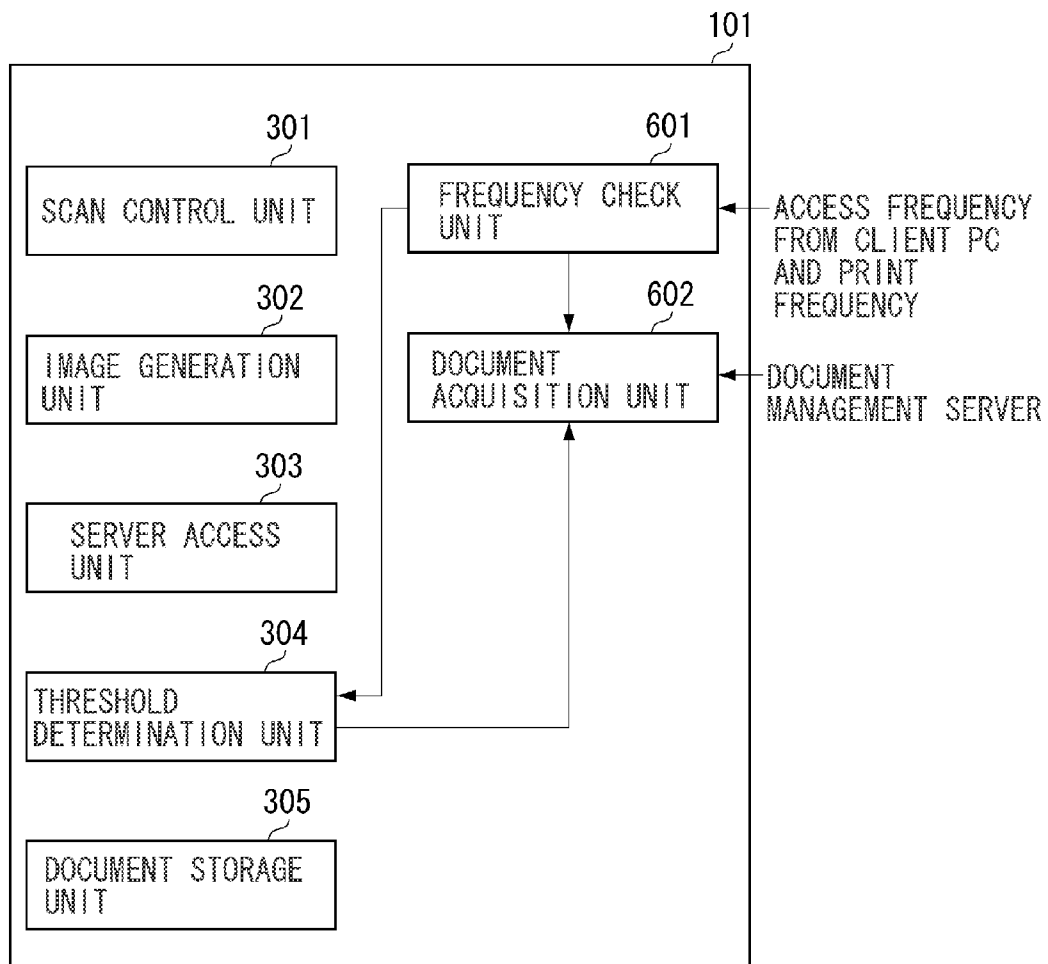 101
301
SCAN CONTROL UNIT
302
IMAGE GENERATION
UNIT
303
SERVER ACCESS
UNIT
304
THRESHOLD
DETERMINATION UNIT
305
DOCUMENT STORAGE
UNIT
601
FREQUENCY CHECK
UNIT
602
DOCUMENT
ACQUISITION UNIT
ACCESS FREQUENCY
FROM CLIENT PC
AND PRINT
FREQUENCY
DOCUMENT
MANAGEMENT SERVER